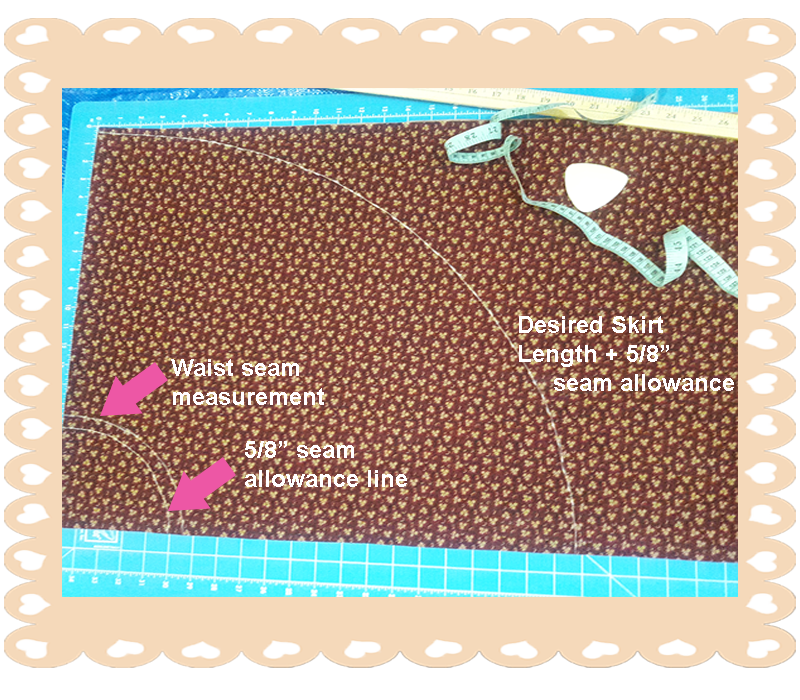 Desired Skirt
Length + 5/8”
seam allowance
Waist seam
measurement
5/8” seam
allowance line